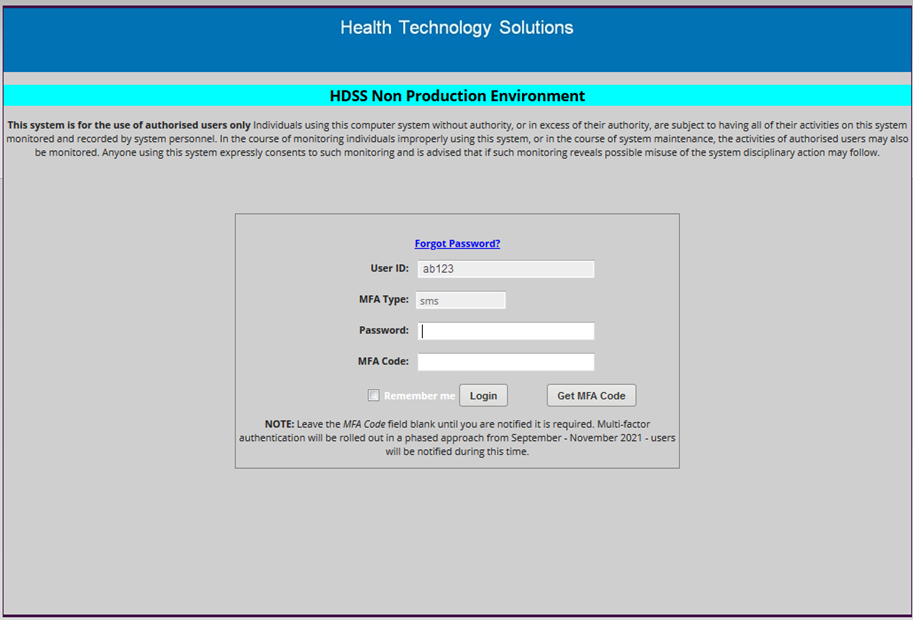 Health Technology Solutions
HDSS Non Production Environment
This system is for the use of authorised users only Individuals using this computer system without authority, or in excess of their authority, are subject to having all of their activities on this system
monitored and recorded by system personnel. In the course of monitoring individuals improperly using this system, or in the course of system maintenance, the activities of authorised users may also
be monitored. Anyone using this system expressly consents to such monitoring and is advised that if such monitoring reveals possible misuse of the system disciplinary action may follow.
Forgot Password?
User ID: ab123
MFA Type: sms
Password:
MFA Code:
Remember me Login Get MFA Code
NOTE: Leave the MFA Code field blank until you are notified it is required. Multi-factor
authentication will be rolled out in a phased approach from September - November 2021 - users
will be notified during this time.